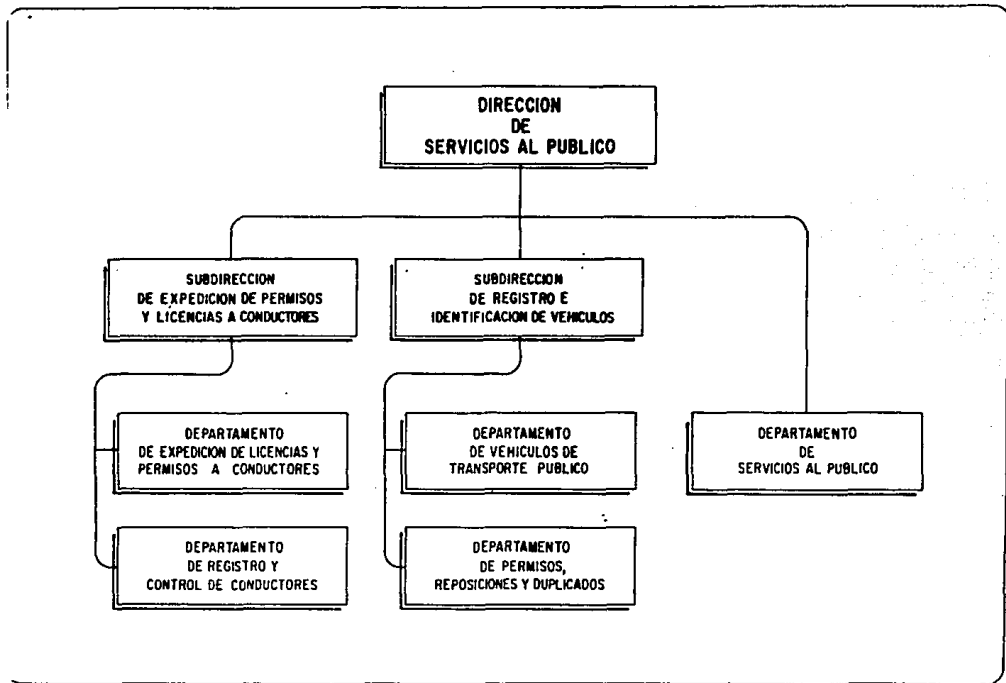 DIRECCION
DE
SERVICIOS AL PUBLICO
SUBDIRECCION
DE EXPEDICION DE PERMISOS
Y LICENCIAS A CONDUCTORES
SUBDIRECCION
DE REGISTRO E
IDENTIFICACION DE VEHICULOS
DEPARTAMENTO
DE EXPEDICION DE LICENCIAS Y
PERMISOS A CONDUCTORES
DEPARTAMENTO
DE VEHICULOS DE
TRANSPORTE PUBLICO
DEPARTAMENTO
DE
SERVICIOS AL PUBLICO
DEPARTAMENTO
DE REGISTRO Y
CONTROL DE CONDUCTORES
DEPARTAMENTO
DE PERMISOS,
REPOSICIONES Y DUPLICADOS